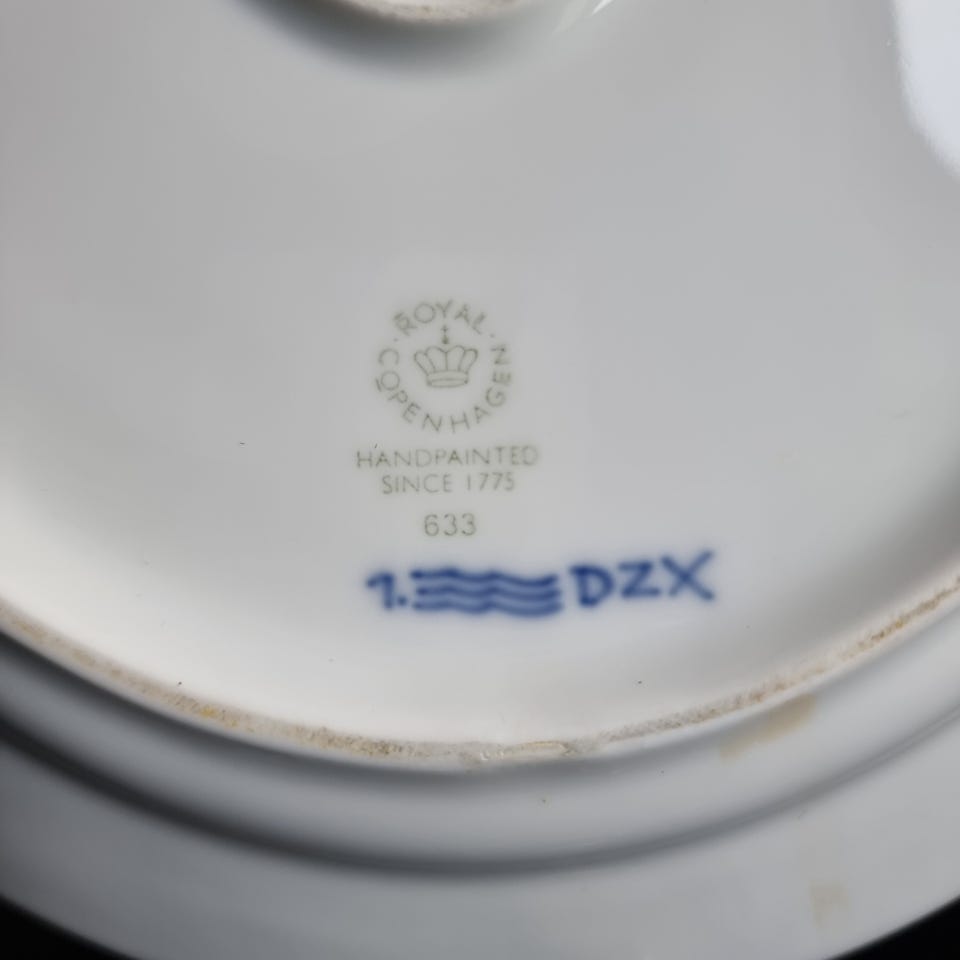 ROYAL COPENHAGEN
HANDPAINTED
SINCE 1775
633
1. DZX